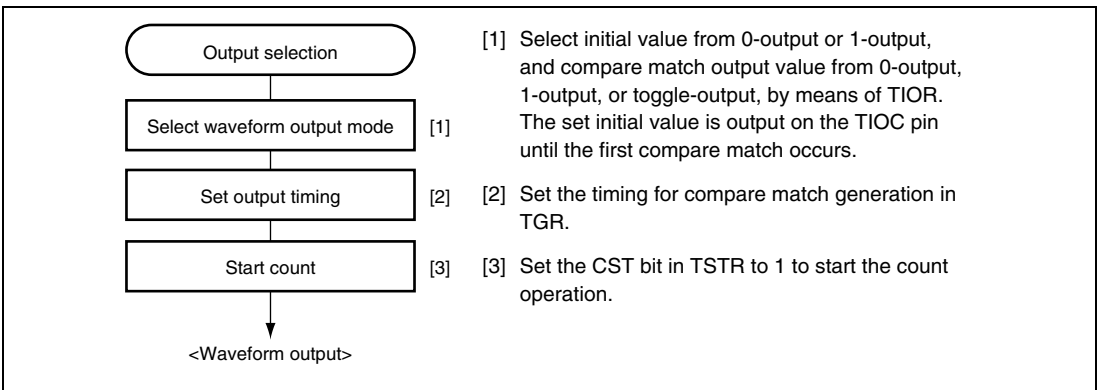 Output selection
Select waveform output mode [1]
Set output timing [2]
Start count [3]
<Waveform output>
[1] Select initial value from 0-output or 1-output,
and compare match output value from 0-output,
1-output, or toggle-output, by means of TIOR.
The set initial value is output on the TIOC pin
until the first compare match occurs.
[2] Set the timing for compare match generation in
TGR.
[3] Set the CST bit in TSTR to 1 to start the count
operation.